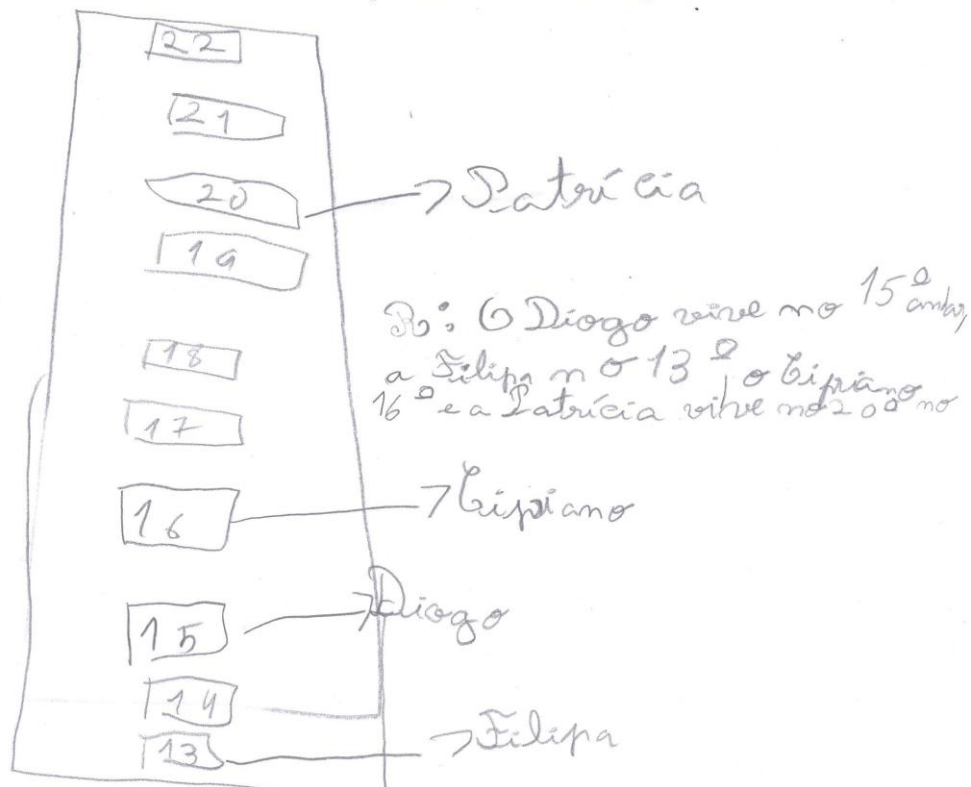 22
21
20 → Patrícia
19
18
17
16 → Cipriano
15 → Diogo
14
13 → Filipa
R: O Diogo vive no 15º andar,
a Filipa no 13º, o Cipriano
16º e a Patrícia vive no 20º no